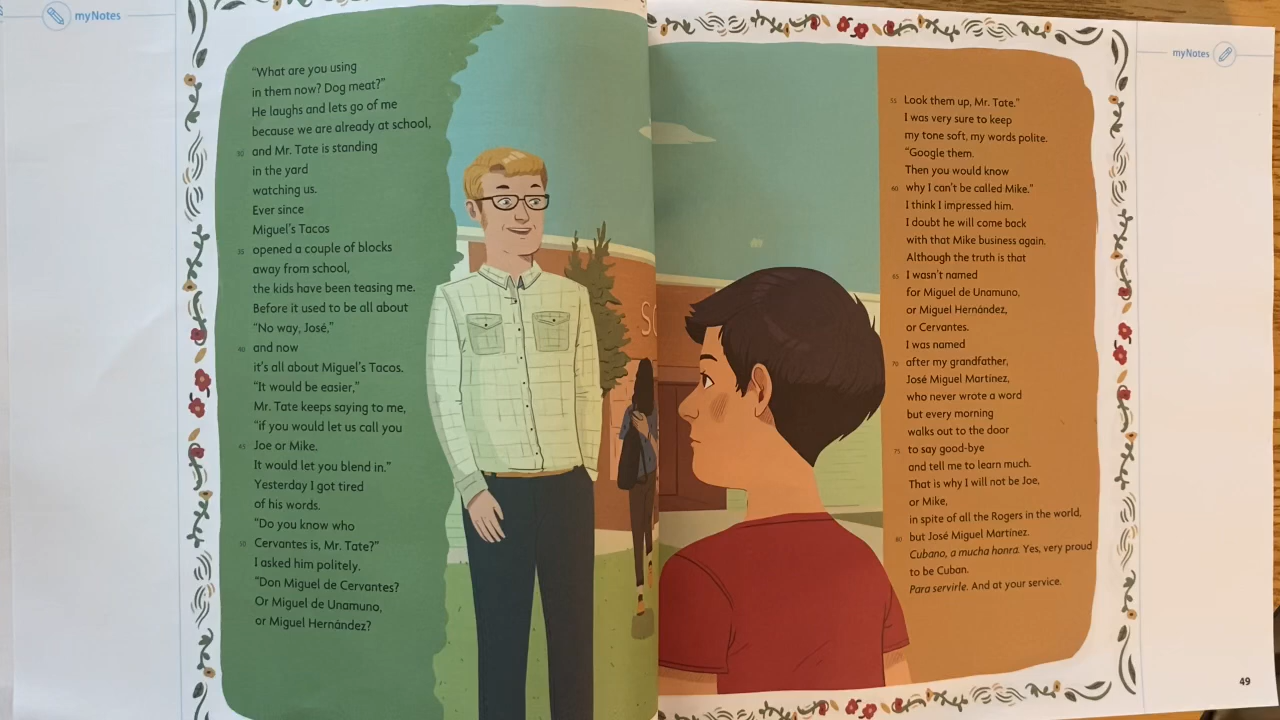 myNotes
"What are you using
in them now? Dog meat?"
He laughs and lets go of me
because we are already at school,
30 and Mr. Tate is standing
in the yard
watching us.
Ever since
Miguel's Tacos
35 opened a couple of blocks
away from school,
the kids have been teasing me.
Before it used to be all about
"No way, José,"
40 and now
it's all about Miguel's Tacos.
"It would be easier,"
Mr. Tate keeps saying to me,
"if you would let us call you
45 Joe or Mike.
It would let you blend in."
Yesterday I got tired
of his words.
"Do you know who
50 Cervantes is, Mr. Tate?"
I asked him politely.
"Don Miguel de Cervantes?
Or Miguel de Unamuno,
or Miguel Hernández?
myNotes
55 Look them up, Mr. Tate."
I was very sure to keep
my tone soft, my words polite.
"Google them.
Then you would know
60 why I can't be called Mike."
I think I impressed him.
I doubt he will come back
with that Mike business again.
Although the truth is that
65 I wasn't named
for Miguel de Unamuno,
or Miguel Hernández,
or Cervantes.
I was named
70 after my grandfather,
José Miguel Martínez,
who never wrote a word
but every morning
walks out to the door
75 to say good-bye
and tell me to learn much.
That is why I will not be Joe,
or Mike,
in spite of all the Rogers in the world,
80 but José Miguel Martínez.
Cubano, a mucha honra. Yes, very proud
to be Cuban.
Para servirle. And at your service.
49